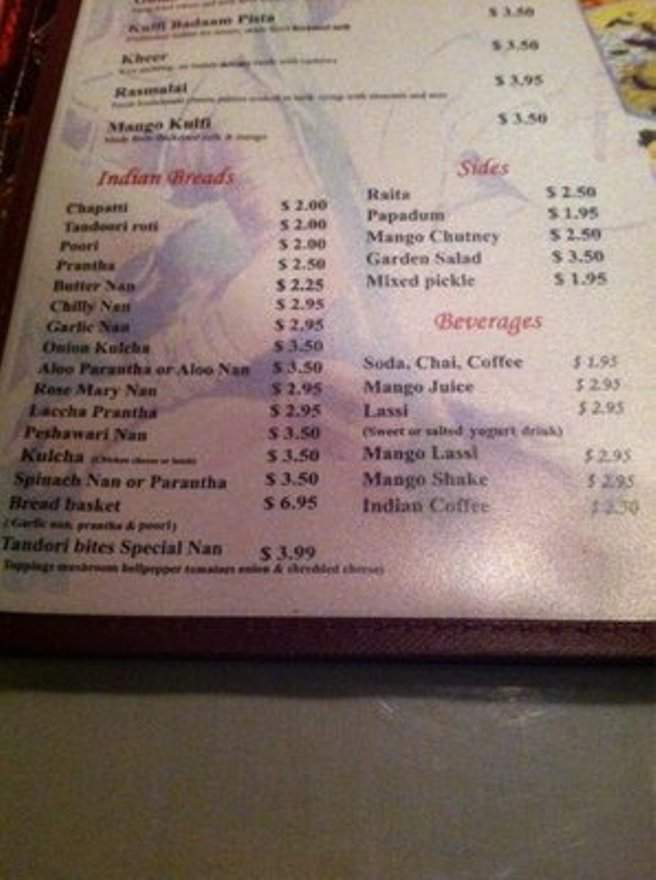 $ 3.50
Kulfi Badaam Pista
$ 3.50
Kheer
$ 3.95
Rasmalai
$ 3.50
Mango Kulfi
Indian Breads
Chapatti $ 2.00
Tandoori roti $ 2.00
Poori $ 2.00
Prantha $ 2.50
Butter Nan $ 2.25
Chilly Nan $ 2.95
Garlic Nan $ 2.95
Onion Kulcha $ 3.50
Aloo Parantha or Aloo Nan $ 3.50
Rose Mary Nan $ 2.95
Laccha Prantha $ 2.95
Peshawari Nan $ 3.50
Kulcha $ 3.50
Spinach Nan or Parantha $ 3.50
Bread basket $ 6.95
(Garlic nan, prantha & poori)
Tandori bites Special Nan $ 3.99
Toppings mushroom bellpepper tomatoes onion & shredded cheese)
Sides
Raita $ 2.50
Papadum $ 1.95
Mango Chutney $ 2.50
Garden Salad $ 3.50
Mixed pickle $ 1.95
Beverages
Soda, Chai, Coffee $ 1.95
Mango Juice $ 2.95
Lassi $ 2.95
(Sweet or salted yogurt drink)
Mango Lassi $ 2.95
Mango Shake $ 2.95
Indian Coffee